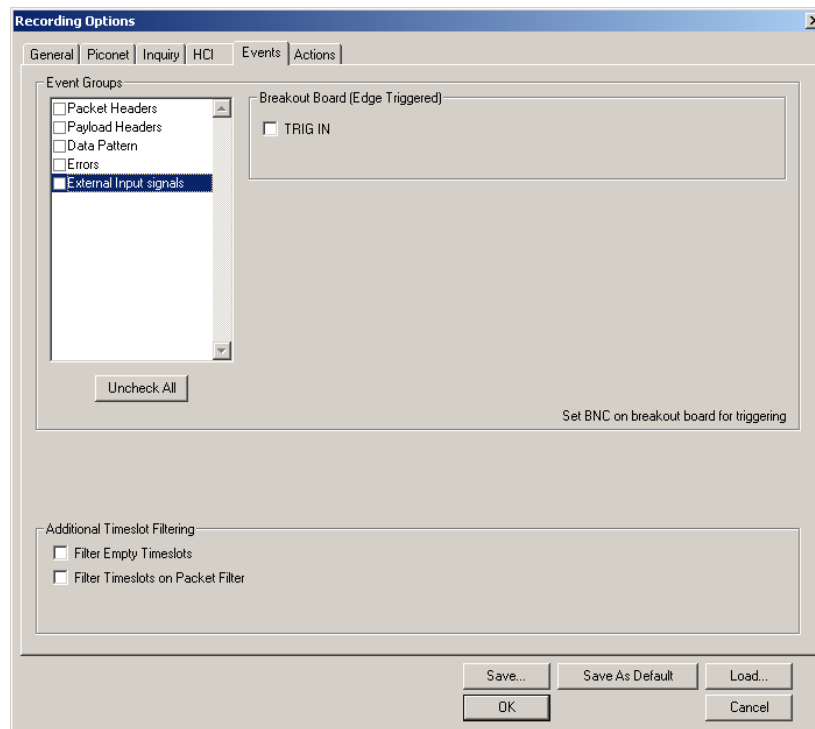 Recording Options
General Piconet Inquiry HCI Events Actions
Event Groups
Packet Headers
Payload Headers
Data Pattern
Errors
External Input signals
Uncheck All
Breakout Board (Edge Triggered)
TRIG IN
Set BNC on breakout board for triggering
Additional Timeslot Filtering
Filter Empty Timeslots
Filter Timeslots on Packet Filter
Save... Save As Default Load...
OK Cancel